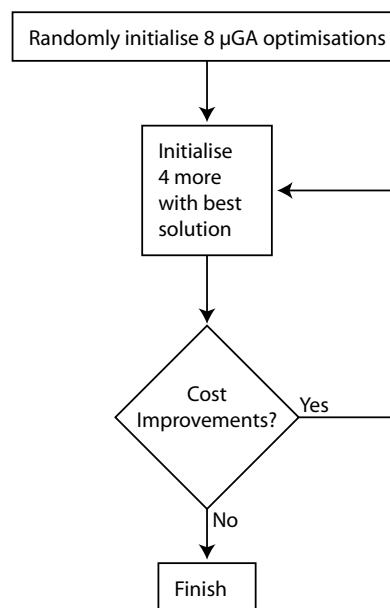 Randomly initialise 8 µGA optimisations
Initialise
4 more
with best
solution
Cost
Improvements?
Yes
No
Finish